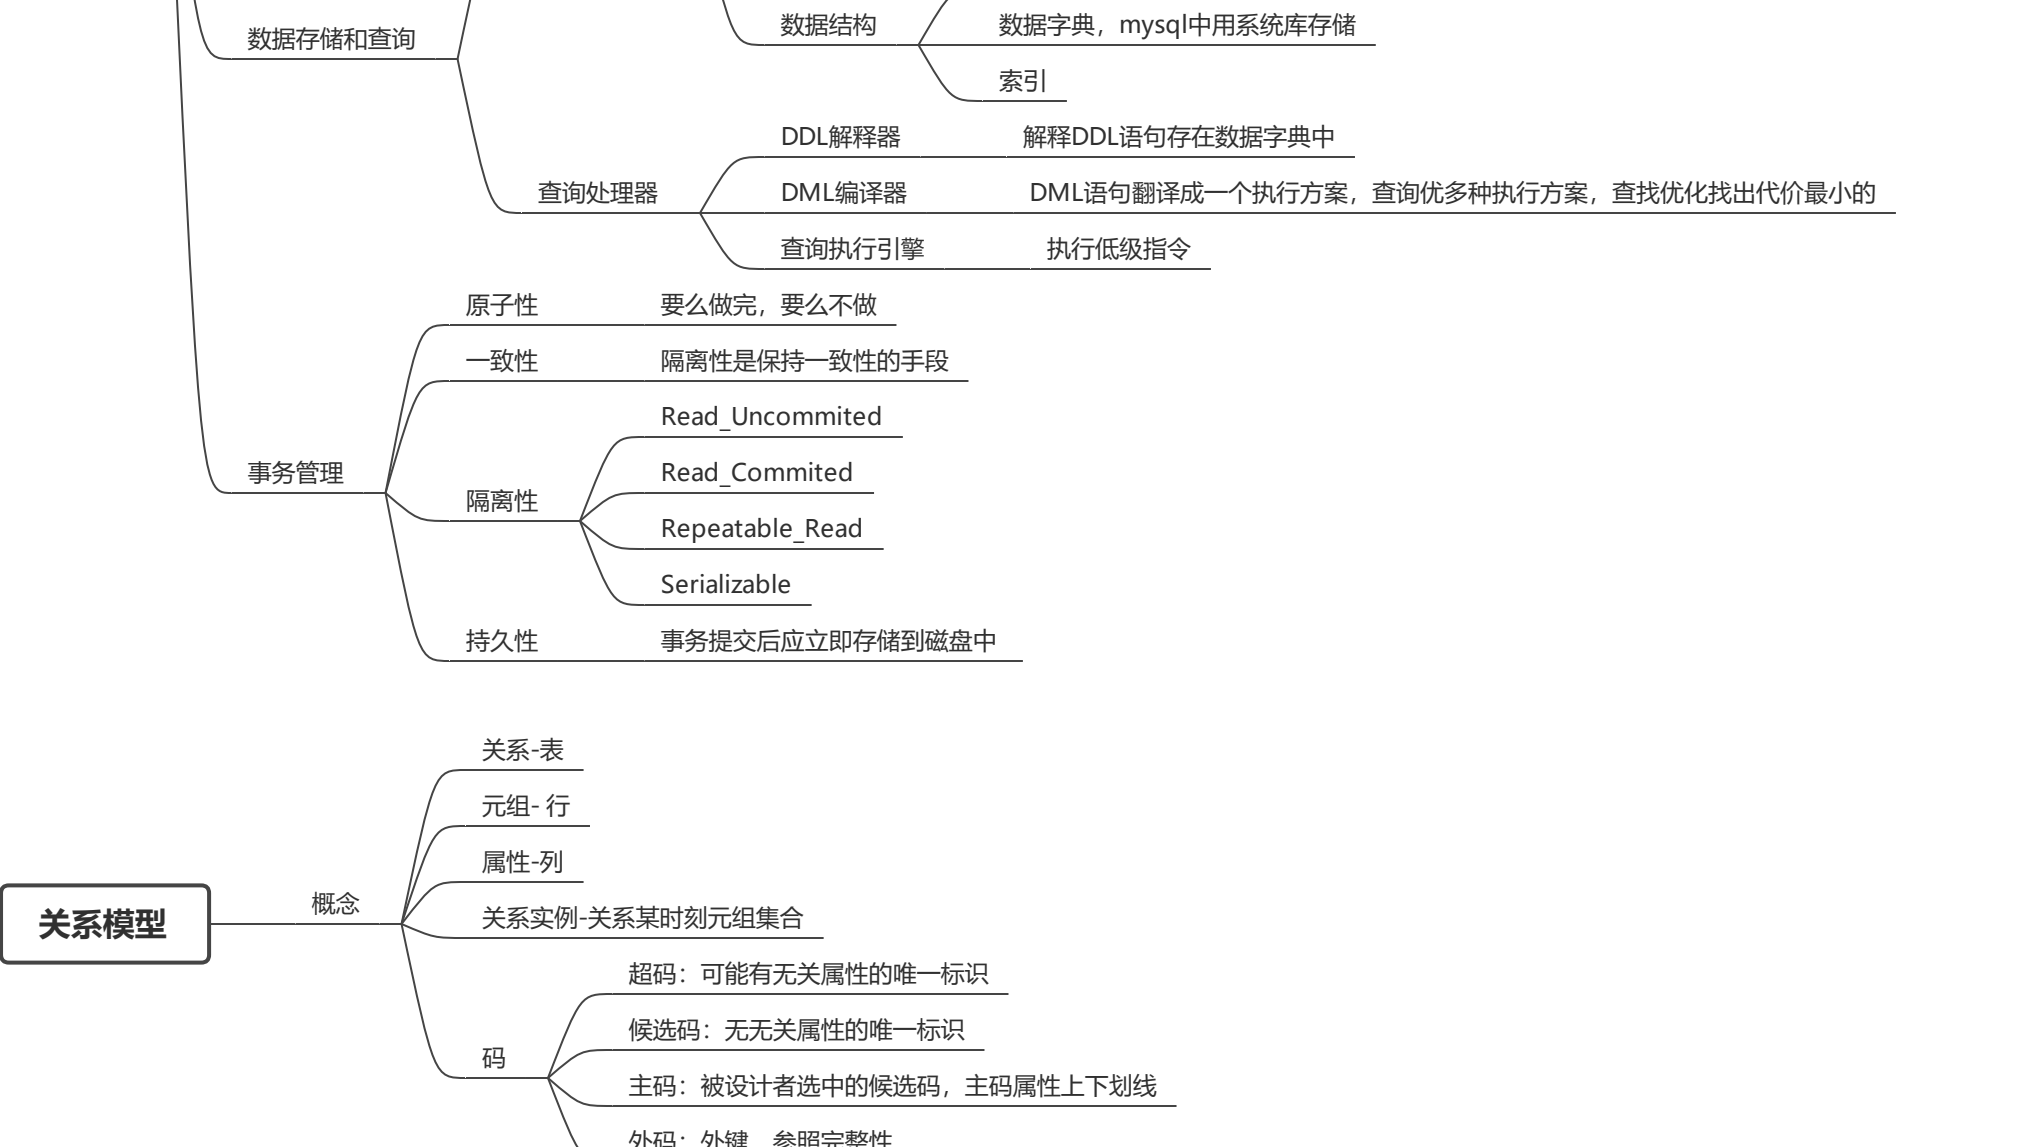 数据存储和查询
数据结构
数据字典，mysql中用系统库存储
索引
查询处理器
DDL解释器
解释DDL语句存在数据字典中
DML编译器
DML语句翻译成一个执行方案，查询优多种执行方案，查找优化找出代价最小的
查询执行引擎
执行低级指令
事务管理
原子性
要么做完，要么不做
一致性
隔离性是保持一致性的手段
隔离性
Read_Uncommited
Read_Commited
Repeatable_Read
Serializable
持久性
事务提交后应立即存储到磁盘中
关系模型
概念
关系-表
元组- 行
属性-列
关系实例-关系某时刻元组集合
码
超码：可能有无关属性的唯一标识
候选码：无无关属性的唯一标识
主码：被设计者选中的候选码，主码属性上下划线
外码：外键，参照完整性